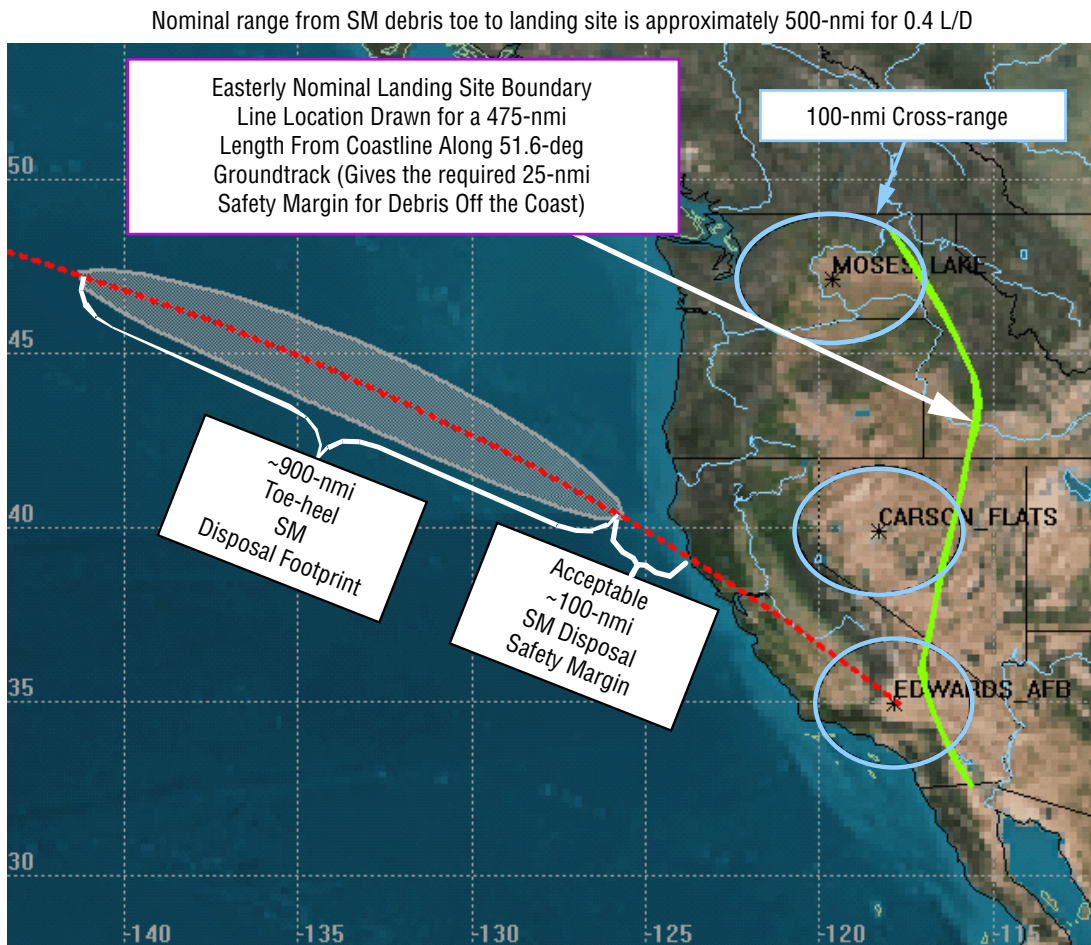 Nominal range from SM debris toe to landing site is approximately 500-nmi for 0.4 L/D
Easterly Nominal Landing Site Boundary
Line Location Drawn for a 475-nmi
Length From Coastline Along 51.6-deg
Groundtrack (Gives the required 25-nmi
Safety Margin for Debris Off the Coast)
100-nmi Cross-range
50
MOSES_LAKE
45
~900-nmi
Toe-heel
SM
Disposal Footprint
40
CARSON_FLATS
Acceptable
~100-nmi
SM Disposal
Safety Margin
35
EDWARDS_AFB
30
-140
-135
-130
-125
-120
-115